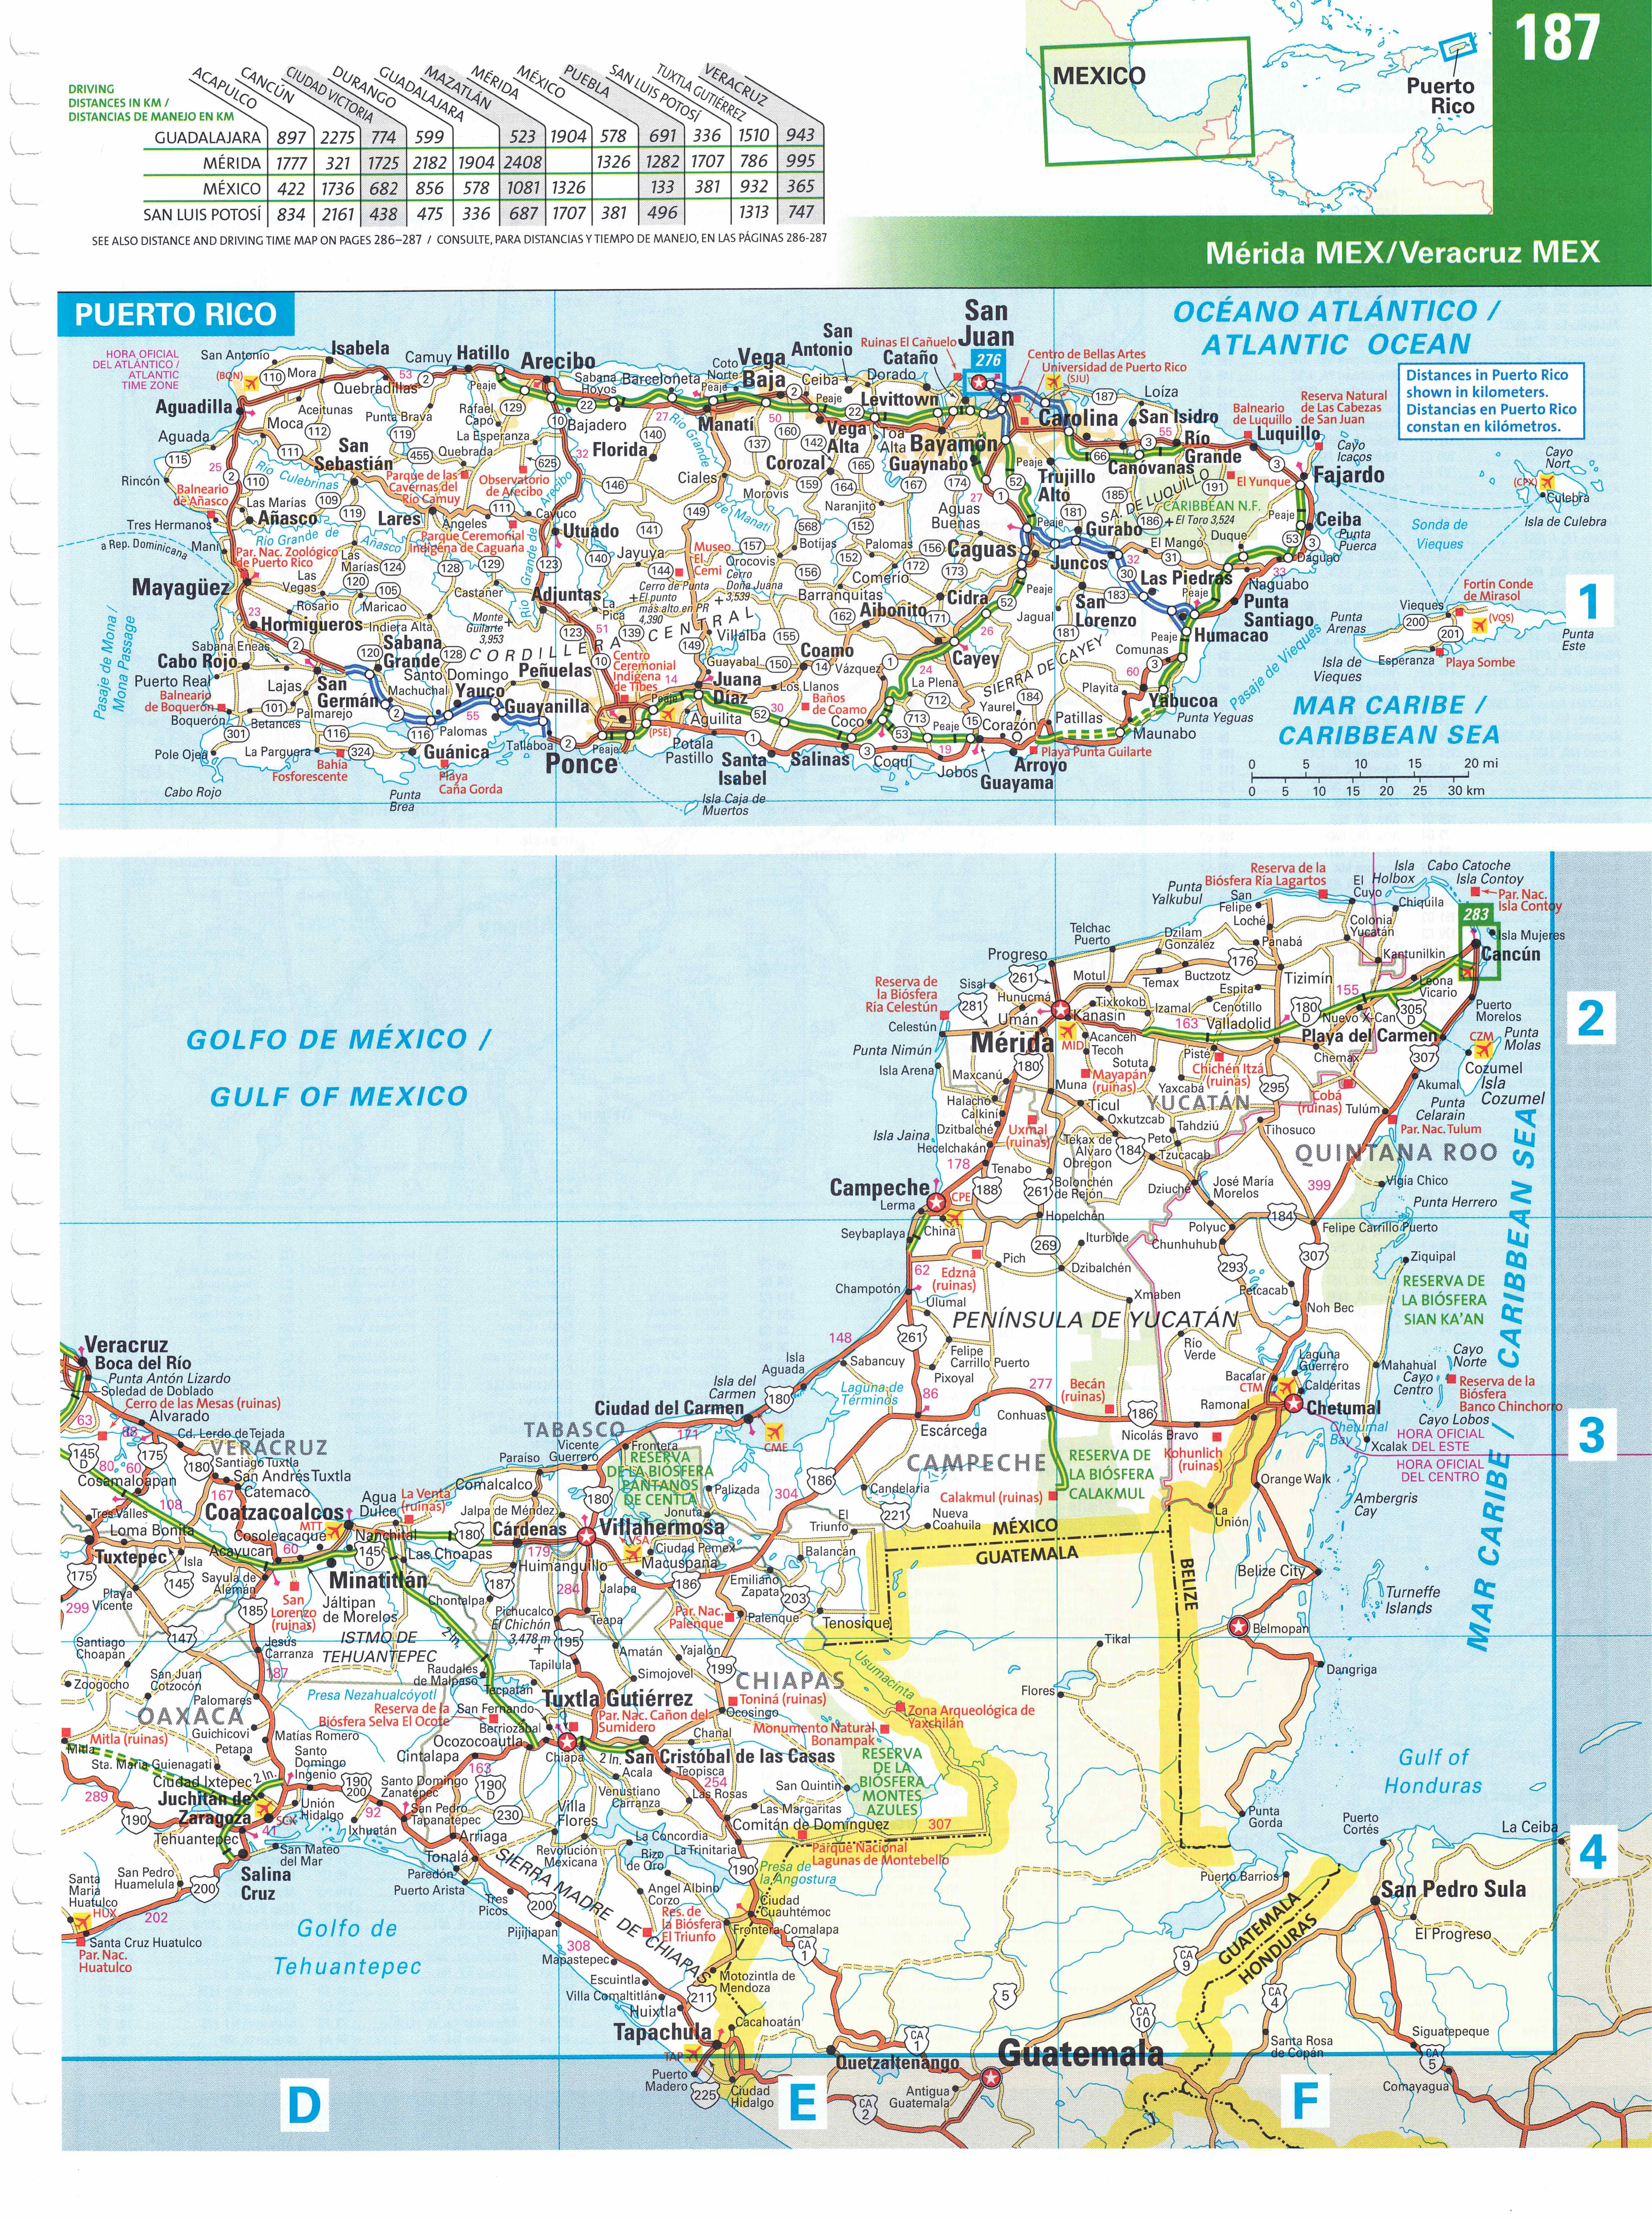 187
MEXICO
Puerto
Rico
Mérida MEX/Veracruz MEX
DRIVING
DISTANCES IN KM /
DISTANCIAS DE MANEJO EN KM
ACAPULCO
CANCÚN
CIUDAD VICTORIA
DURANGO
GUADALAJARA
MAZATLÁN
MÉRIDA
MÉXICO
PUEBLA
SAN LUIS POTOSÍ
TUXTLA GUTIÉRREZ
VERACRUZ
GUADALAJARA 897 2275 774 599 523 1904 578 691 336 1510 943
MÉRIDA 1777 321 1725 2182 1904 2408 1326 1282 1707 786 995
MÉXICO 422 1736 682 856 578 1081 1326 133 381 932 365
SAN LUIS POTOSÍ 834 2161 438 475 336 687 1707 381 496 1313 747
SEE ALSO DISTANCE AND DRIVING TIME MAP ON PAGES 286–287 / CONSULTE, PARA DISTANCIAS Y TIEMPO DE MANEJO, EN LAS PÁGINAS 286-287
PUERTO RICO
OCÉANO ATLÁNTICO /
ATLANTIC OCEAN
HORA OFICIAL
DEL ATLÁNTICO /
ATLANTIC
TIME ZONE
Distances in Puerto Rico
shown in kilometers.
Distancias en Puerto Rico
constan en kilómetros.
San
Juan
276
San Antonio
(BQN)
Isabela
Mora
Camuy
Hatillo
Arecibo
Quebradillas
Aguadilla
Aguada
Aceitunas
Moca
Punta Brava
Rafael
Capó
La Esperanza
Quebrada
Sabana
Hoyos
Bajadero
Barceloneta
Coto
Norte
Vega
Baja
Manatí
Florida
Ciales
San
Antonio
Ceiba
Dorado
Ruinas El Cañuelo
Cataño
Levittown
Vega
Alta
Toa
Alta
Bayamón
Guaynabo
Centro de Bellas Artes
Universidad de Puerto Rico
(SJU)
Carolina
Loíza
San Isidro
Río
Grande
Canóvanas
Trujillo
Alto
Balneario
de Luquillo
Luquillo
Reserva Natural
de Las Cabezas
de San Juan
Cayo
Icacos
Fajardo
Cayo
Nort
(CPX)
Culebra
Isla de Culebra
Sonda de
Vieques
El Yunque
SA. DE LUQUILLO
CARIBBEAN N.F.
El Toro 3,524
Ceiba
Punta
Puerca
Daguao
Duque
El Mango
Gurabo
Juncos
Las Piedras
Naguabo
Punta
Santiago
Humacao
San
Lorenzo
Comunas
Playita
Yabucoa
Punta Yeguas
Maunabo
Pasaje de Vieques
Fortín Conde
de Mirasol
Vieques
(VQS)
Punta
Arenas
Isla de
Vieques
Esperanza
Playa Sombe
Punta
Este
Rincón
Balneario
de Añasco
San
Sebastián
Rio
Culebrinas
Parque de las
Cavernas del
Río Camuy
Observatorio
de Arecibo
Las Marías
Añasco
Tres Hermanos
a Rep. Dominicana
Mani
Rio Grande de
Añasco
Lares
Angeles
Cayuco
Utuado
Parque Ceremonial
Indígena de Caguana
Par. Nac. Zoológico
de Puerto Rico
Mayagüez
Las
Marías
Las
Vegas
Rosario
Maricao
Indiera Alta
Castañer
Adjuntas
Monte
Guilarte
3,953
Jayuya
Museo
El
Cemí
Cerro de Punta
El punto
más alto en PR
4,390
La
Pica
Cerro
Doña Juana
3,539
Orocovis
Morovis
Corozal
Naranjito
Botijas
Palomas
Comerío
Barranquitas
Aguas
Buenas
Caguas
Cidra
Aibonito
Jagual
Hormigueros
Sabana Eneas
Cabo Rojo
Puerto Real
Balneario
de Boquerón
Boquerón
Lajas
Betances
Palmarejo
San
Germán
Sabana
Grande
CORDILLERA CENTRAL
Santo Domingo
Machuchal
Yauco
Palomas
Peñuelas
Guayanilla
Tallaboa
Ponce
Centro
Ceremonial
Indígena
de Tibes
Villalba
Guayabal
Juana
Díaz
Coamo
Los Llanos
Vázquez
Baños
de Coamo
Cayey
SIERRA DE CAYEY
La Plena
Yaurel
Coco
Corazón
Patillas
Aguilita
(PSE)
Potala
Pastillo
Santa
Isabel
Salinas
Coquí
Jobos
Guayama
Arroyo
Playa Punta Guilarte
Pole Ojea
La Parguera
Bahía
Fosforescente
Guánica
Playa
Caña Gorda
Cabo Rojo
Punta
Brea
Isla Caja de
Muertos
Pasaje de Mona /
Mona Passage
MAR CARIBE /
CARIBBEAN SEA
0 5 10 15 20 mi
0 5 10 15 20 25 30 km
1
GOLFO DE MÉXICO /
GULF OF MEXICO
Reserva de la
Biósfera Ría Lagartos
Punta
Yalkubul
San
Felipe
Loché
El
Cuyo
Isla
Holbox
Cabo Catoche
Isla Contoy
Par. Nac.
Isla Contoy
Chiquila
283
Isla Mujeres
Cancún
Colonia
Yucatán
Kantunilkin
Telchac
Puerto
Dzilam
González
Panabá
Progreso
Motul
Temax
Buctzotz
Tizimín
Espita
Leona
Vicario
Puerto
Morelos
Reserva de
la Biósfera
Ría Celestún
Sisal
Hunucmá
Umán
Tixkokob
Kanasín
Izamal
Cenotillo
Valladolid
Nuevo X-Can
Playa del Carmen
CZM
Punta
Molas
Cozumel
Isla
Cozumel
Celestún
Mérida
MID
Acanceh
Tecoh
Sotuta
Pisté
Chichén Itzá
(ruinas)
Chemax
Punta Nimún
Isla Arena
Maxcanú
Muna
Mayapán
(ruinas)
Yaxcabá
Cobá
(ruinas)
Tulúm
Akumal
Punta
Celarain
Par. Nac. Tulum
Halachó
Calkiní
Dzitbalché
Hecelchakán
Isla Jaina
Uxmal
(ruinas)
Ticul
Oxkutzcab
YUCATÁN
Tekax de
Alvaro
Obregón
Peto
Tahdziú
Tzucacab
Tihosuco
QUINTANA ROO
Tenabo
Bolonchén
de Rejón
Dziuché
José María
Morelos
Vigía Chico
Punta Herrero
Campeche
Lerma
CPE
China
Hopelchén
Polyuc
Chunhuhub
Felipe Carrillo Puerto
Seybaplaya
Pich
Iturbide
Dzibalchén
Ziquipal
RESERVA DE
LA BIÓSFERA
SIAN KA'AN
Champotón
Edzná
(ruinas)
Ulumal
Xmaben
Petcacab
Noh Bec
PENÍNSULA DE YUCATÁN
Felipe
Carrillo Puerto
Pixoyal
Río
Verde
Laguna
Guerrero
Mahahual
Cayo
Centro
Cayo
Norte
Reserva de la
Biósfera
Banco Chinchorro
Cayo Lobos
Isla
Aguada
Sabancuy
Laguna de
Términos
Isla del
Carmen
Ciudad del Carmen
CME
Escárcega
Conhuas
Becán
(ruinas)
Nicolás Bravo
Kohunlich
(ruinas)
Bacalar
CTM
Ramonal
Calderitas
Chetumal
Chetumal
Bay
Xcalak
HORA OFICIAL
DEL ESTE
HORA OFICIAL
DEL CENTRO
CAMPECHE
RESERVA DE
LA BIÓSFERA
CALAKMUL
Calakmul (ruinas)
Candelaria
Nueva
Coahuila
MÉXICO
GUATEMALA
BELIZE
Orange Walk
La
Unión
Ambergris
Cay
Belize City
Turneffe
Islands
Belmopan
Dangriga
Veracruz
Boca del Río
Punta Antón Lizardo
Soledad de Doblado
Cerro de las Mesas (ruinas)
Alvarado
Cd. Lerdo de Tejada
VERACRUZ
Santiago Tuxtla
San Andrés Tuxtla
Catemaco
Cosamaloapan
Tres Valles
Loma Bonita
Tuxtepec
Isla
Coatzacoalcos
MTT
Cosoleacaque
Acayucan
Agua
Dulce
La Venta
(ruinas)
Nanchital
Las Choapas
Minatitlán
Sayula de
Alemán
Jáltipan
de Morelos
San
Lorenzo
(ruinas)
Playa
Vicente
Santiago
Choapán
Jesús
Carranza
ISTMO DE
TEHUANTEPEC
TABASCO
Vicente
Guerrero
Paraíso
Comalcalco
Jalpa de Méndez
Cárdenas
Huimanguillo
Frontera
RESERVA
DE LA BIÓSFERA
PANTANOS
DE CENTLA
Palizada
Jonuta
Villahermosa
VSA
Ciudad Pemex
Macuspana
Jalapa
Teapa
Chontalpa
Pichucalco
El Chichón
3,478 m
Emiliano
Zapata
El
Triunfo
Balancán
Tenosique
Par. Nac.
Palenque
Palenque
Amatán
Yajalón
Simojovel
Tapilula
Tecpatán
Raudales
de Malpaso
San Juan
Cotzocón
Zoogocho
Palomares
OAXACA
Guichicovi
Matías Romero
Mitla (ruinas)
Mitla
Sta. María Guienagati
Petapa
Santo
Domingo
Ingenio
Ciudad Ixtepec
Juchitán de
Zaragoza
Tehuantepec
Unión
Hidalgo
San Mateo
del Mar
Salina
Cruz
San Pedro
Huamelula
Santa
María
Huatulco
HUX
Santa Cruz Huatulco
Par. Nac.
Huatulco
Presa Nezahualcóyotl
Reserva de la
Biósfera Selva El Ocote
San Fernando
Berriozábal
Ocozocoautla
Cintalapa
Santo Domingo
Zanatepec
San Pedro
Tapanatepec
Ixhuatán
Arriaga
Tonalá
Paredón
Puerto Arista
Tuxtla Gutiérrez
Par. Nac. Cañon del
Sumidero
Chiapa
2 ln.
Acala
San Cristóbal de las Casas
Teopisca
Chanal
Las Rosas
Venustiano
Carranza
Villa
Flores
La Concordia
Revolución
Mexicana
Rizo
de Oro
CHIAPAS
Toniná (ruinas)
Ocosingo
Monumento Natural
Bonampak
Zona Arqueológica de
Yaxchilán
Usumacinta
RESERVA
DE LA
BIÓSFERA
MONTES
AZULES
San Quintin
Las Margaritas
Comitán de Domínguez
La Trinitaria
Parque Nacional
Lagunas de Montebello
Presa de
la Angostura
Angel Albino
Corzo
Res. de
la Biósfera
El Triunfo
Ciudad
Cuauhtémoc
Frontera Comalapa
SIERRA MADRE DE CHIAPAS
Tres
Picos
Pijijiapan
Mapastepec
Escuintla
Villa Comaltitlán
Huixtla
Motozintla de
Mendoza
Cacahoatán
Tapachula
TAP
Puerto
Madero
Ciudad
Hidalgo
Golfo de
Tehuantepec
Tikal
Flores
Punta
Gorda
Gulf of
Honduras
Puerto
Cortés
La Ceiba
Puerto Barrios
San Pedro Sula
El Progreso
GUATEMALA
HONDURAS
Santa Rosa
de Copán
Siguatepeque
Comayagua
Quetzaltenango
Guatemala
Antigua
Guatemala
MAR CARIBE / CARIBBEAN SEA
2
3
4
D
E
F